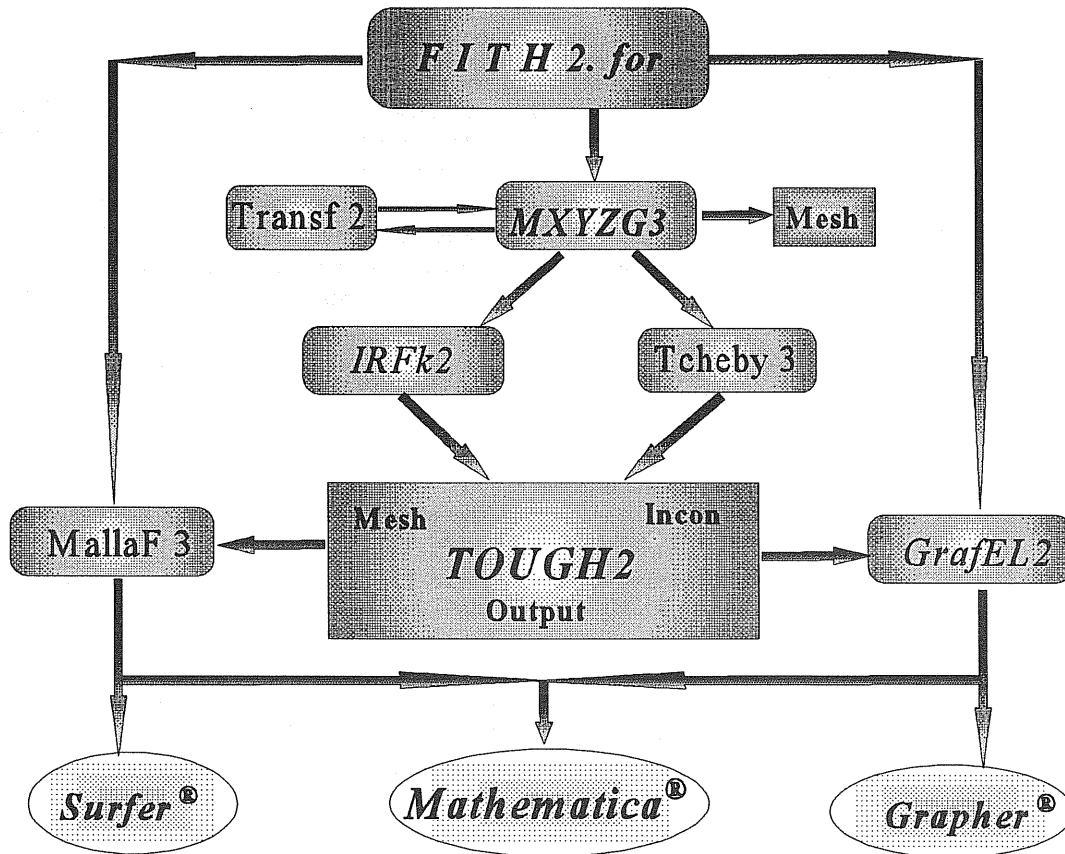 FITH 2. for
Transf 2
MXYZG3
Mesh
IRFk2
Tcheby 3
Mesh
Incon
MallaF 3
TOUGH2
GrafEL2
Output
Surfer®
Mathematica®
Grapher®